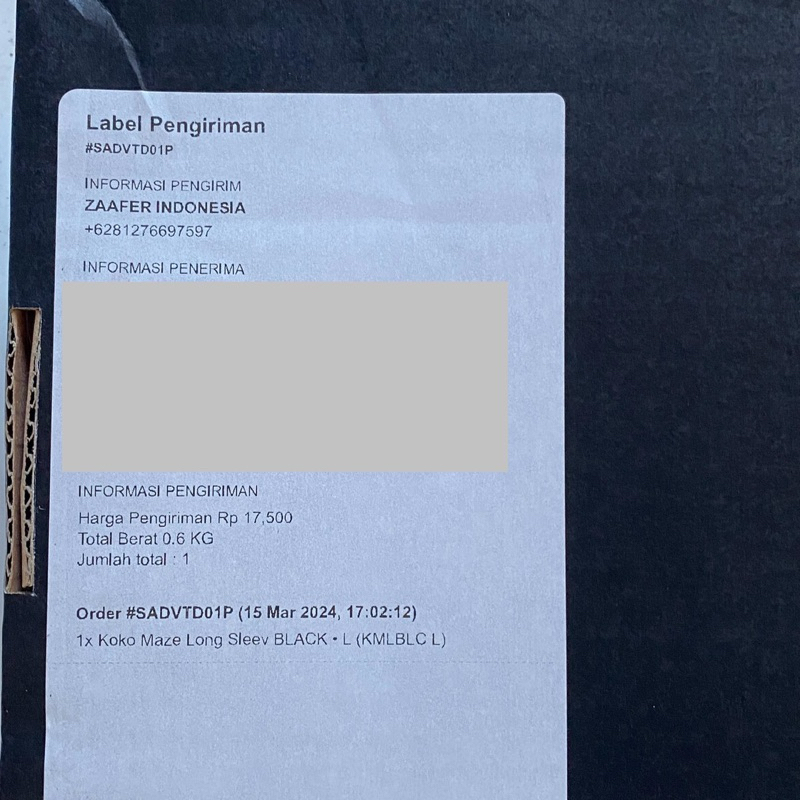 Label Pengiriman
#SADVTD01P
INFORMASI PENGIRIM
ZAAFER INDONESIA
+6281276697597
INFORMASI PENERIMA
INFORMASI PENGIRIMAN
Harga Pengiriman Rp 17,500
Total Berat 0.6 KG
Jumlah total : 1
Order #SADVTD01P (15 Mar 2024, 17:02:12)
1x Koko Maze Long Sleev BLACK • L (KMLBLC L)